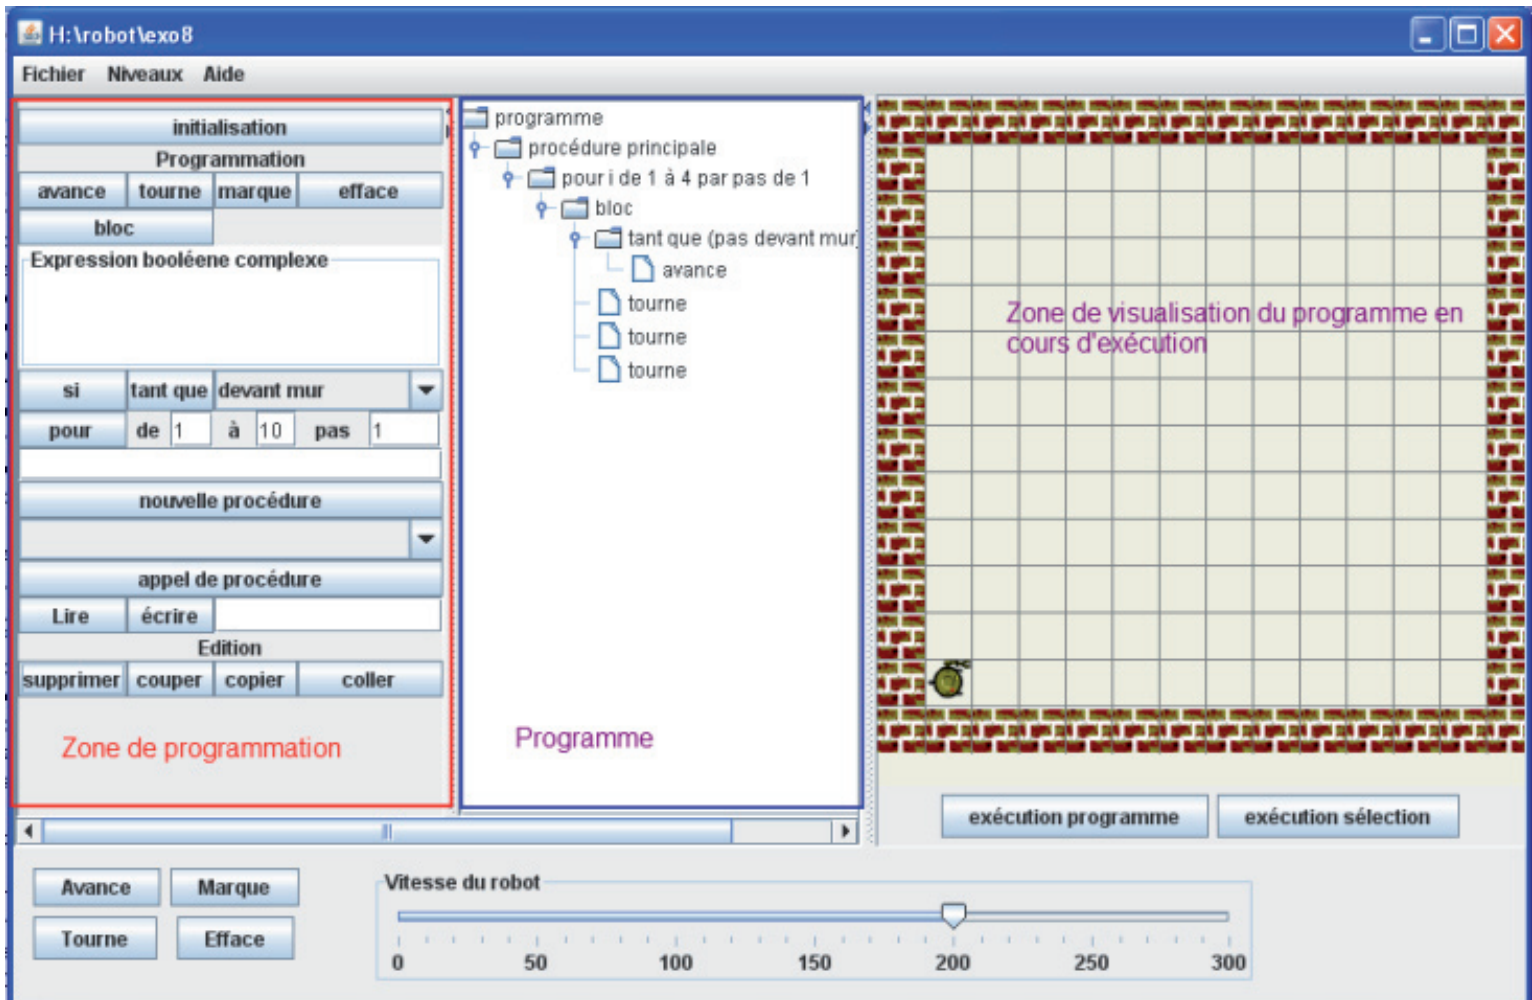 H:\robot\exo8
Fichier Niveaux Aide
initialisation
Programmation
avance tourne marque efface
bloc
Expression booléene complexe
si tant que devant mur
pour de 1 à 10 pas 1
nouvelle procédure
appel de procédure
Lire écrire
Edition
supprimer couper copier coller
Zone de programmation
programme
procédure principale
pour i de 1 à 4 par pas de 1
bloc
tant que (pas devant mur
avance
tourne
tourne
tourne
Programme
Zone de visualisation du programme en
cours d'exécution
exécution programme exécution sélection
Avance Marque
Tourne Efface
Vitesse du robot
0 50 100 150 200 250 300